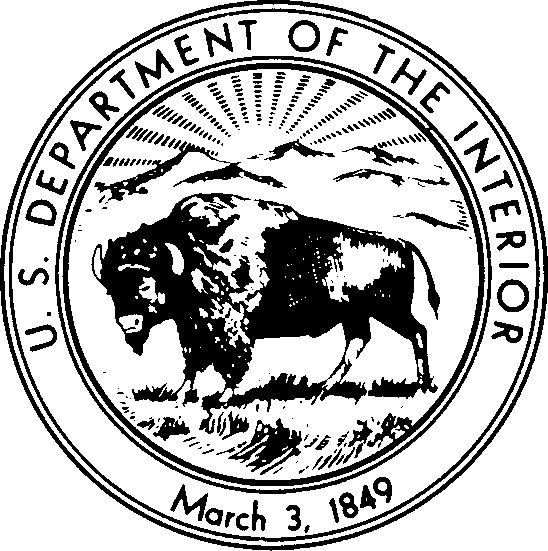 U. S. DEPARTMENT OF THE INTERIOR
March 3, 1849